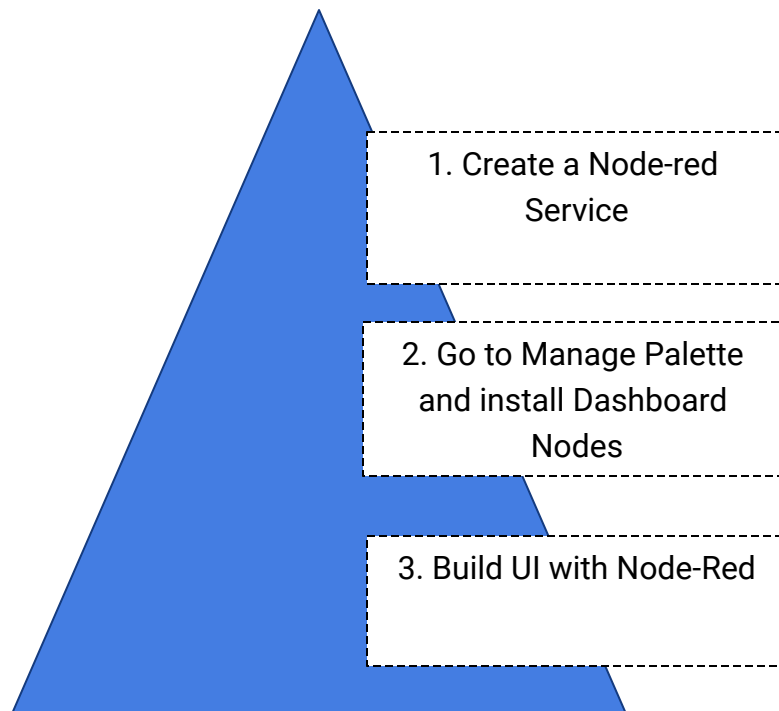 1. Create a Node-red
Service
2. Go to Manage Palette
and install Dashboard
Nodes
3. Build UI with Node-Red